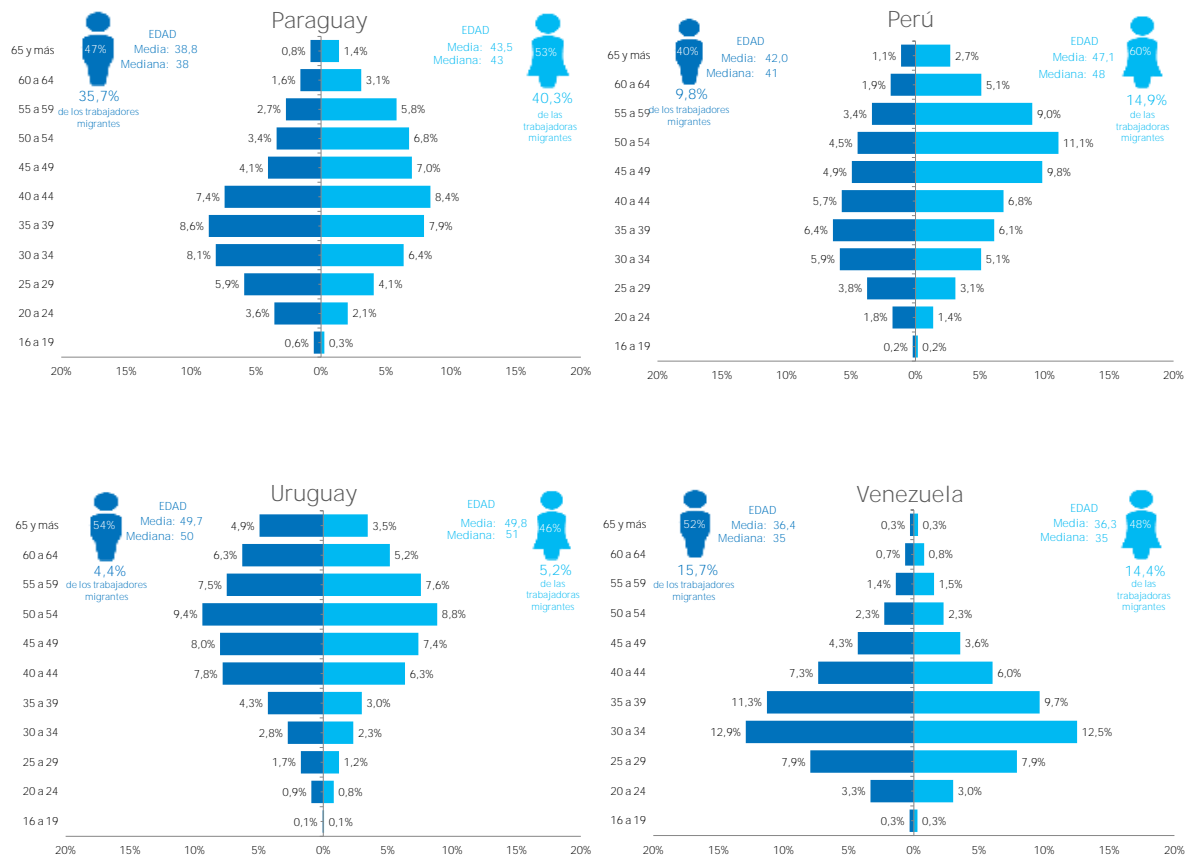 Paraguay
47%
EDAD
Media: 38,8
Mediana: 38
35,7%
de los trabajadores
migrantes
EDAD
Media: 43,5
Mediana: 43
53%
40,3%
de las
trabajadoras
migrantes
65 y más 0,8% 1,4%
60 a 64 1,6% 3,1%
55 a 59 2,7% 5,8%
50 a 54 3,4% 6,8%
45 a 49 4,1% 7,0%
40 a 44 7,4% 8,4%
35 a 39 8,6% 7,9%
30 a 34 8,1% 6,4%
25 a 29 5,9% 4,1%
20 a 24 3,6% 2,1%
16 a 19 0,6% 0,3%
20% 15% 10% 5% 0% 5% 10% 15% 20%
Perú
40%
EDAD
Media: 42,0
Mediana: 41
9,8%
de los trabajadores
migrantes
EDAD
Media: 47,1
Mediana: 48
60%
14,9%
de las
trabajadoras
migrantes
65 y más 1,1% 2,7%
60 a 64 1,9% 5,1%
55 a 59 3,4% 9,0%
50 a 54 4,5% 11,1%
45 a 49 4,9% 9,8%
40 a 44 5,7% 6,8%
35 a 39 6,4% 6,1%
30 a 34 5,9% 5,1%
25 a 29 3,8% 3,1%
20 a 24 1,8% 1,4%
16 a 19 0,2% 0,2%
20% 15% 10% 5% 0% 5% 10% 15% 20%
Uruguay
54%
EDAD
Media: 49,7
Mediana: 50
4,4%
de los trabajadores
migrantes
EDAD
Media: 49,8
Mediana: 51
46%
5,2%
de las
trabajadoras
migrantes
65 y más 4,9% 3,5%
60 a 64 6,3% 5,2%
55 a 59 7,5% 7,6%
50 a 54 9,4% 8,8%
45 a 49 8,0% 7,4%
40 a 44 7,8% 6,3%
35 a 39 4,3% 3,0%
30 a 34 2,8% 2,3%
25 a 29 1,7% 1,2%
20 a 24 0,9% 0,8%
16 a 19 0,1% 0,1%
20% 15% 10% 5% 0% 5% 10% 15% 20%
Venezuela
52%
EDAD
Media: 36,4
Mediana: 35
15,7%
de los trabajadores
migrantes
EDAD
Media: 36,3
Mediana: 35
48%
14,4%
de las
trabajadoras
migrantes
65 y más 0,3% 0,3%
60 a 64 0,7% 0,8%
55 a 59 1,4% 1,5%
50 a 54 2,3% 2,3%
45 a 49 4,3% 3,6%
40 a 44 7,3% 6,0%
35 a 39 11,3% 9,7%
30 a 34 12,9% 12,5%
25 a 29 7,9% 7,9%
20 a 24 3,3% 3,0%
16 a 19 0,3% 0,3%
20% 15% 10% 5% 0% 5% 10% 15% 20%